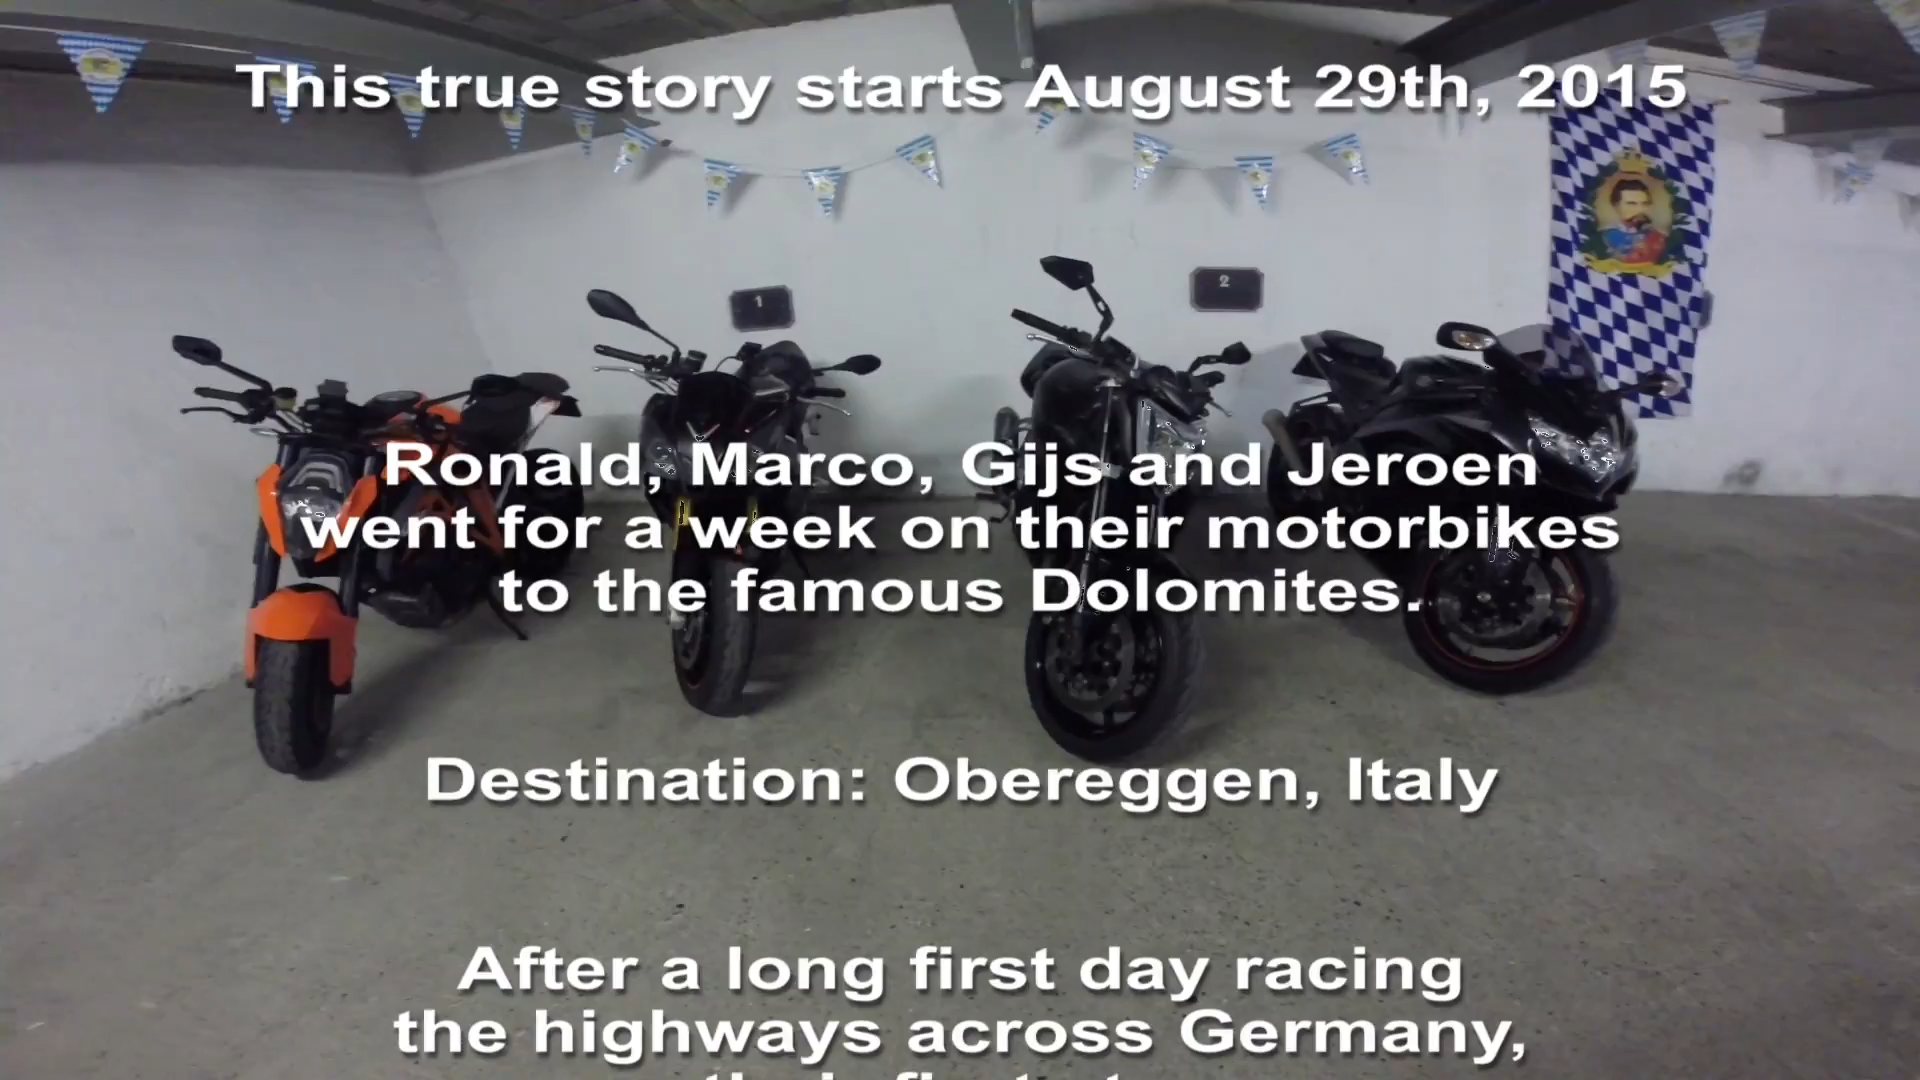 This true story starts August 29th, 2015
1
2
Ronald, Marco, Gijs and Jeroen
went for a week on their motorbikes
to the famous Dolomites.
Destination: Obereggen, Italy
After a long first day racing
the highways across Germany,